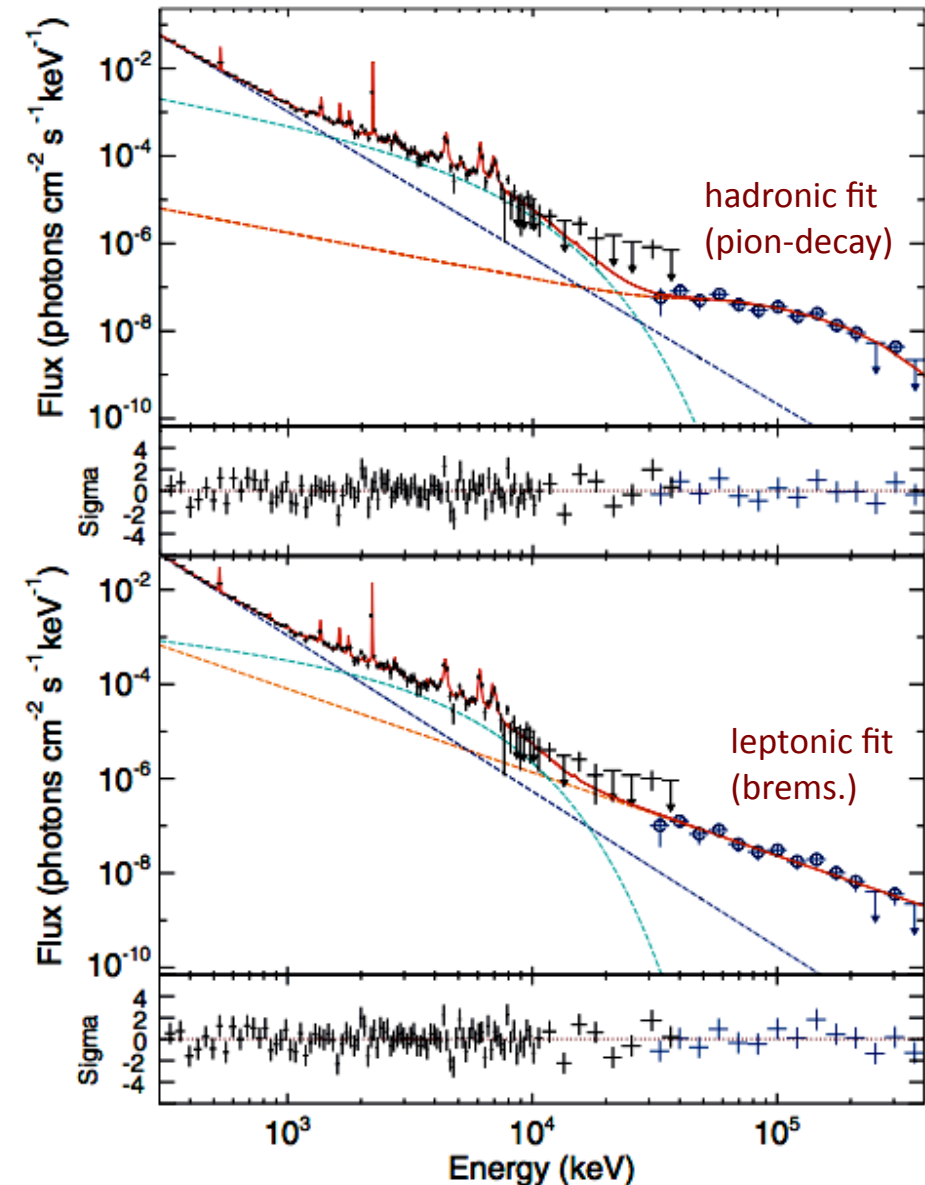 Flux (photons cm⁻² s⁻¹ keV⁻¹)
10⁻²
10⁻⁴
10⁻⁶
10⁻⁸
10⁻¹⁰
hadronic fit
(pion-decay)
Sigma
4
2
0
-2
-4
Flux (photons cm⁻² s⁻¹ keV⁻¹)
10⁻²
10⁻⁴
10⁻⁶
10⁻⁸
10⁻¹⁰
leptonic fit
(brems.)
Sigma
4
2
0
-2
-4
10³ 10⁴ 10⁵
Energy (keV)